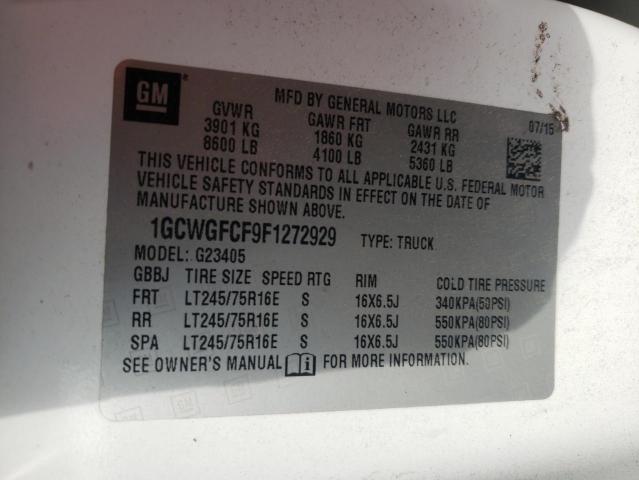 GM
MFD BY GENERAL MOTORS LLC
07/15
GVWR GAWR FRT GAWR RR
3901 KG 1860 KG 2431 KG
8600 LB 4100 LB 5360 LB
THIS VEHICLE CONFORMS TO ALL APPLICABLE U.S. FEDERAL MOTOR
VEHICLE SAFETY STANDARDS IN EFFECT ON THE DATE OF
MANUFACTURE SHOWN ABOVE.
1GCWGFCF9F1272929 TYPE: TRUCK
MODEL: G23405
GBBJ TIRE SIZE SPEED RTG RIM COLD TIRE PRESSURE
FRT LT245/75R16E S 16X6.5J 340KPA(50PSI)
RR LT245/75R16E S 16X6.5J 550KPA(80PSI)
SPA LT245/75R16E S 16X6.5J 550KPA(80PSI)
SEE OWNER'S MANUAL FOR MORE INFORMATION.